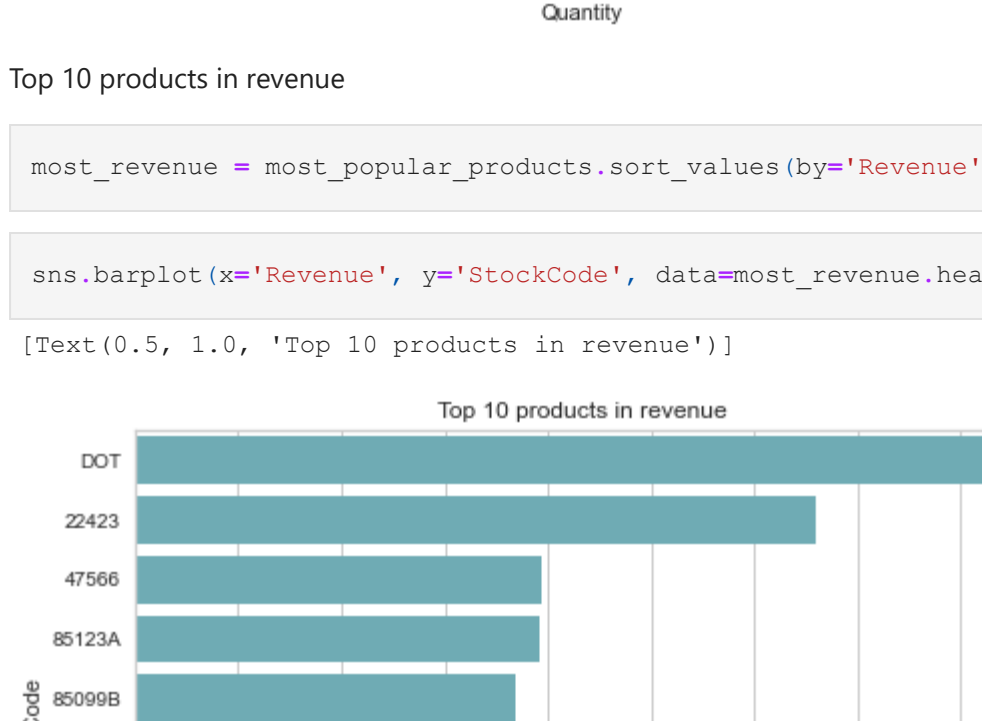 Quantity
Top 10 products in revenue
most_revenue = most_popular_products.sort_values(by='Revenue'
sns.barplot(x='Revenue', y='StockCode', data=most_revenue.hea
[Text(0.5, 1.0, 'Top 10 products in revenue')]
Top 10 products in revenue
DOT
22423
47566
85123A
85099B
Code